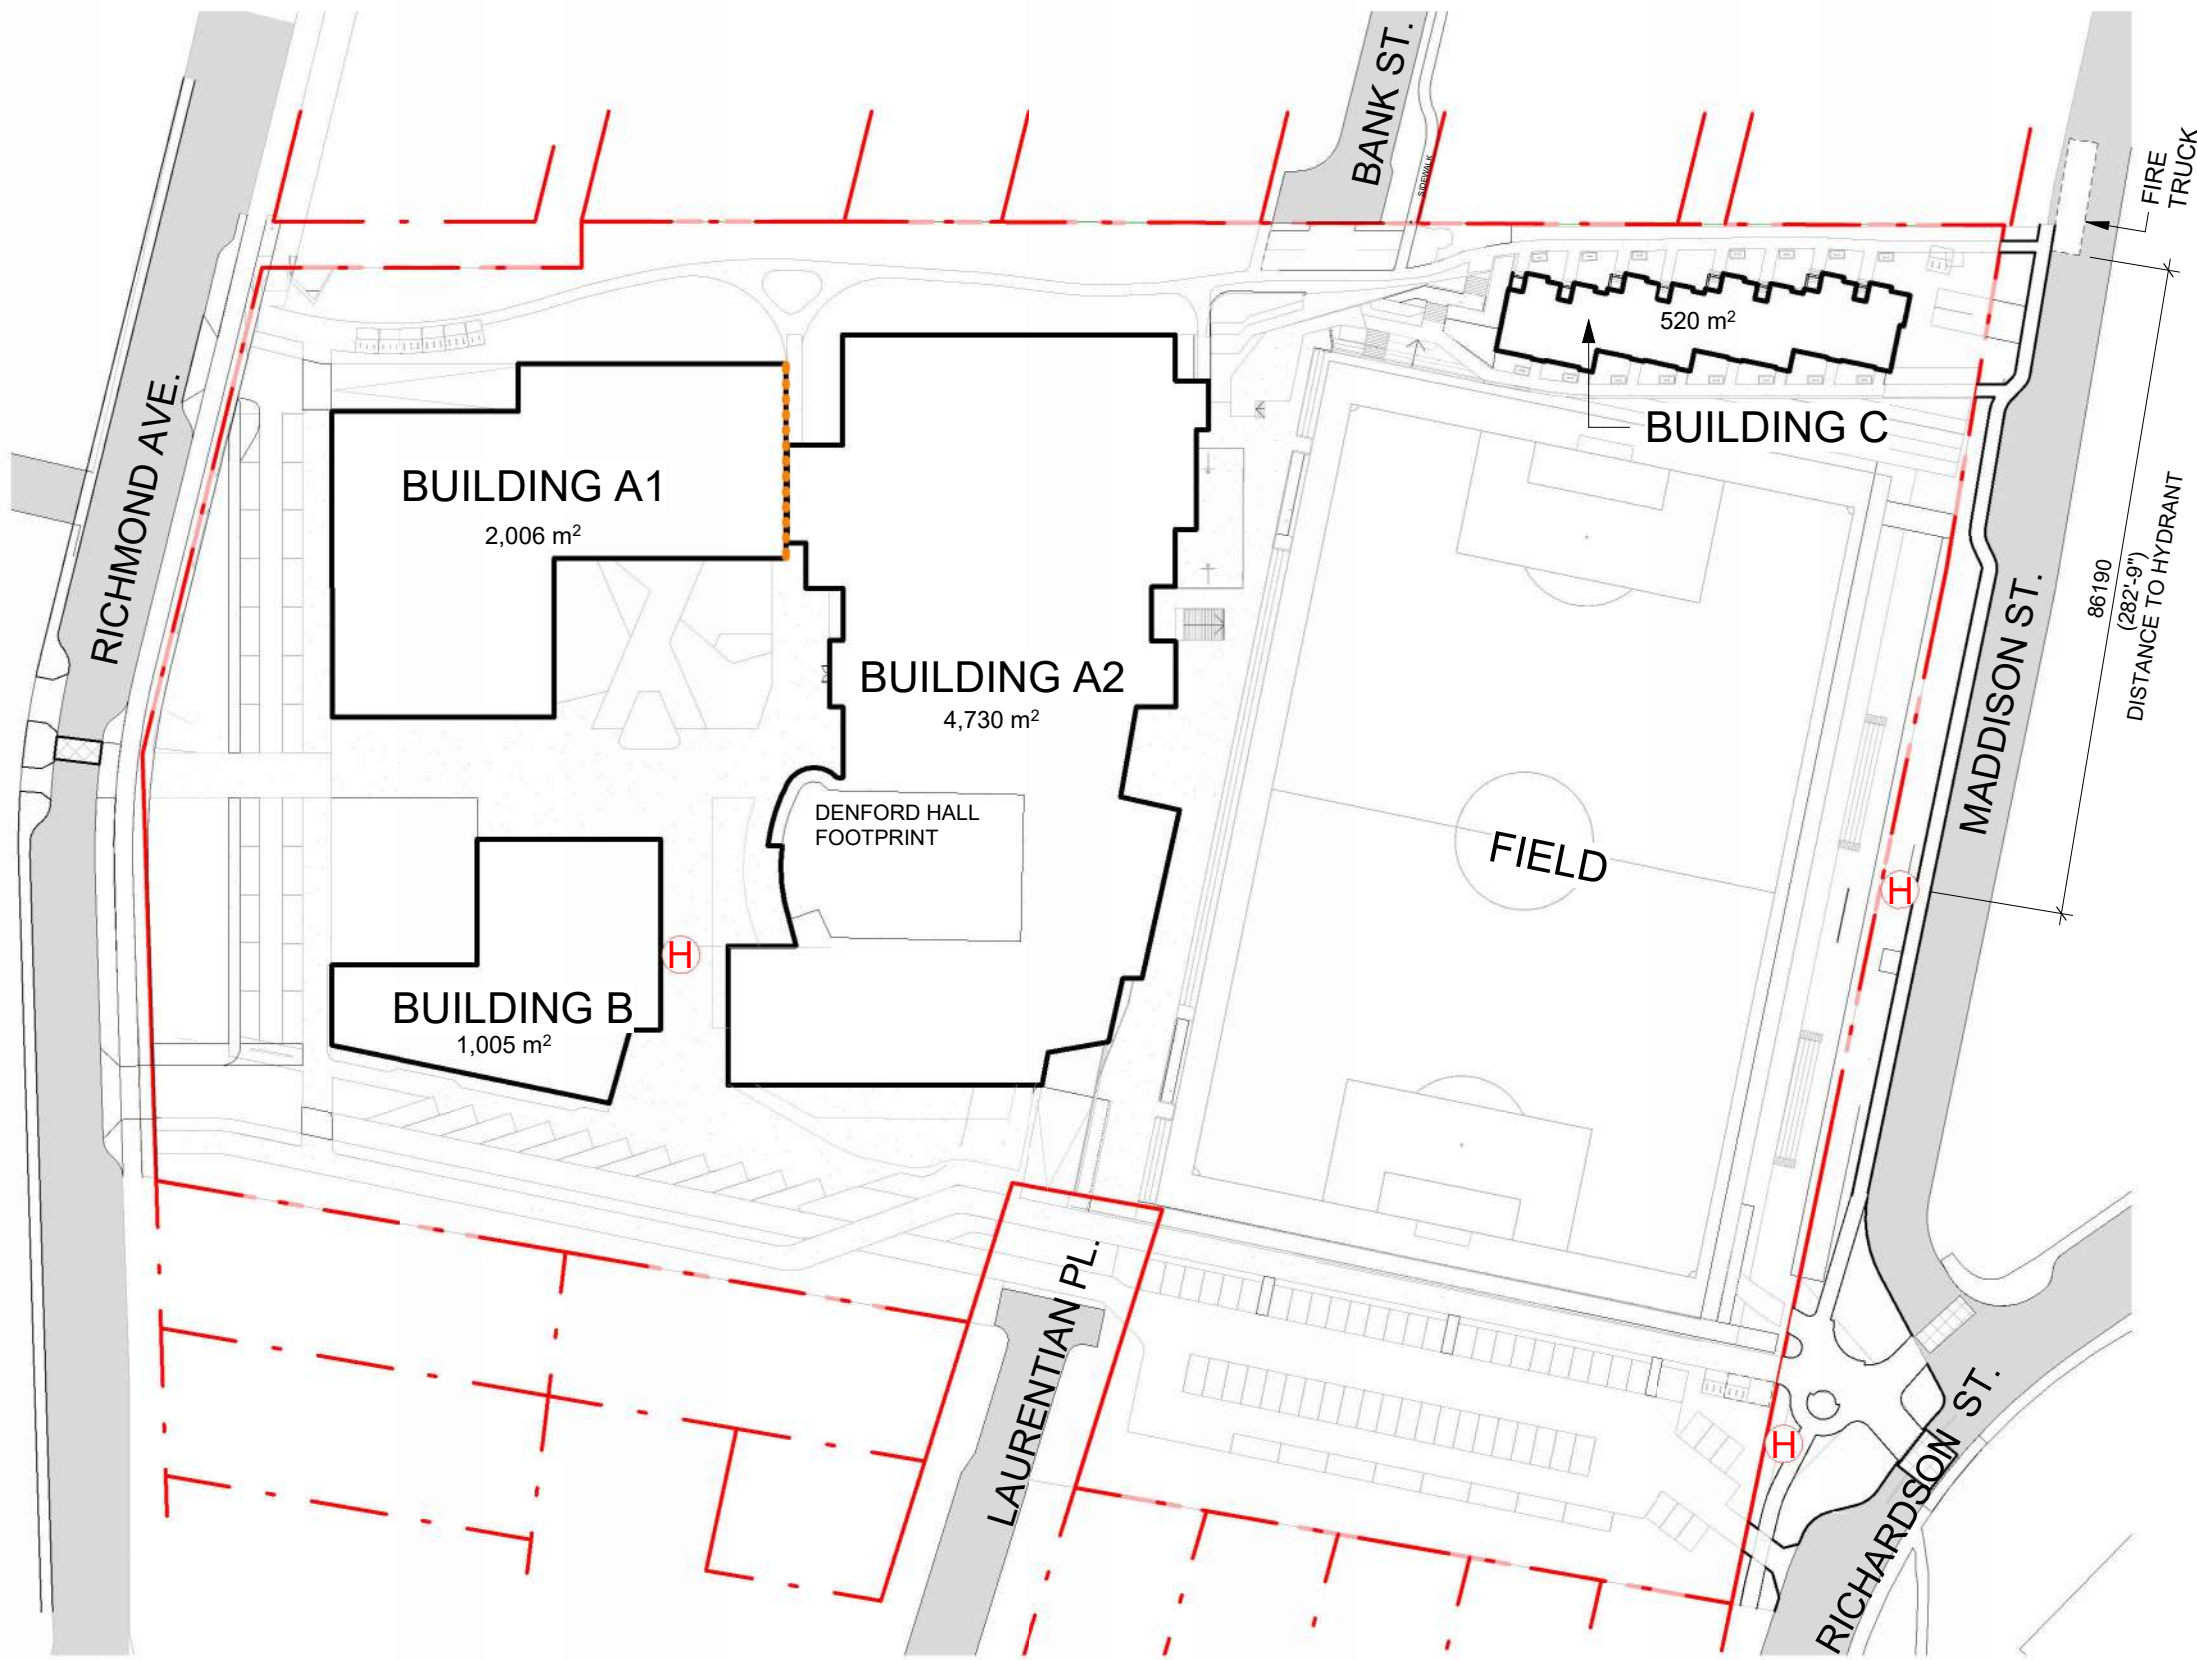 BANK ST.
SIDEWALK
FIRE
TRUCK
520 m²
BUILDING C
RICHMOND AVE.
BUILDING A1
2,006 m²
86190
(282'-9")
DISTANCE TO HYDRANT
MADDISON ST.
BUILDING A2
4,730 m²
DENFORD HALL
FOOTPRINT
FIELD
H
H
BUILDING B
1,005 m²
LAURENTIAN PL.
H
RICHARDSON ST.